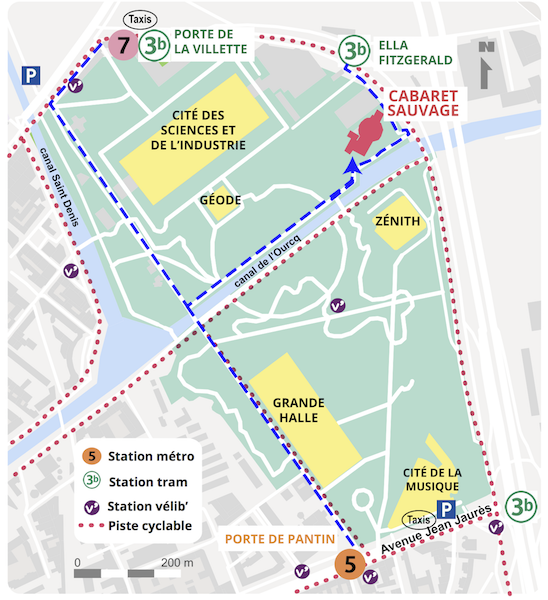 Taxis
7
3b
PORTE DE
LA VILLETTE
3b
ELLA
FITZGERALD
N
P
CABARET
SAUVAGE
CITÉ DES
SCIENCES ET
DE L'INDUSTRIE
canal Saint Denis
GÉODE
ZÉNITH
canal de l'Ourcq
GRANDE
HALLE
CITÉ DE LA
MUSIQUE
P
Taxis
Avenue Jean Jaurès
3b
PORTE DE PANTIN
5
5 Station métro
3b Station tram
V' Station vélib'
Piste cyclable
0 200 m